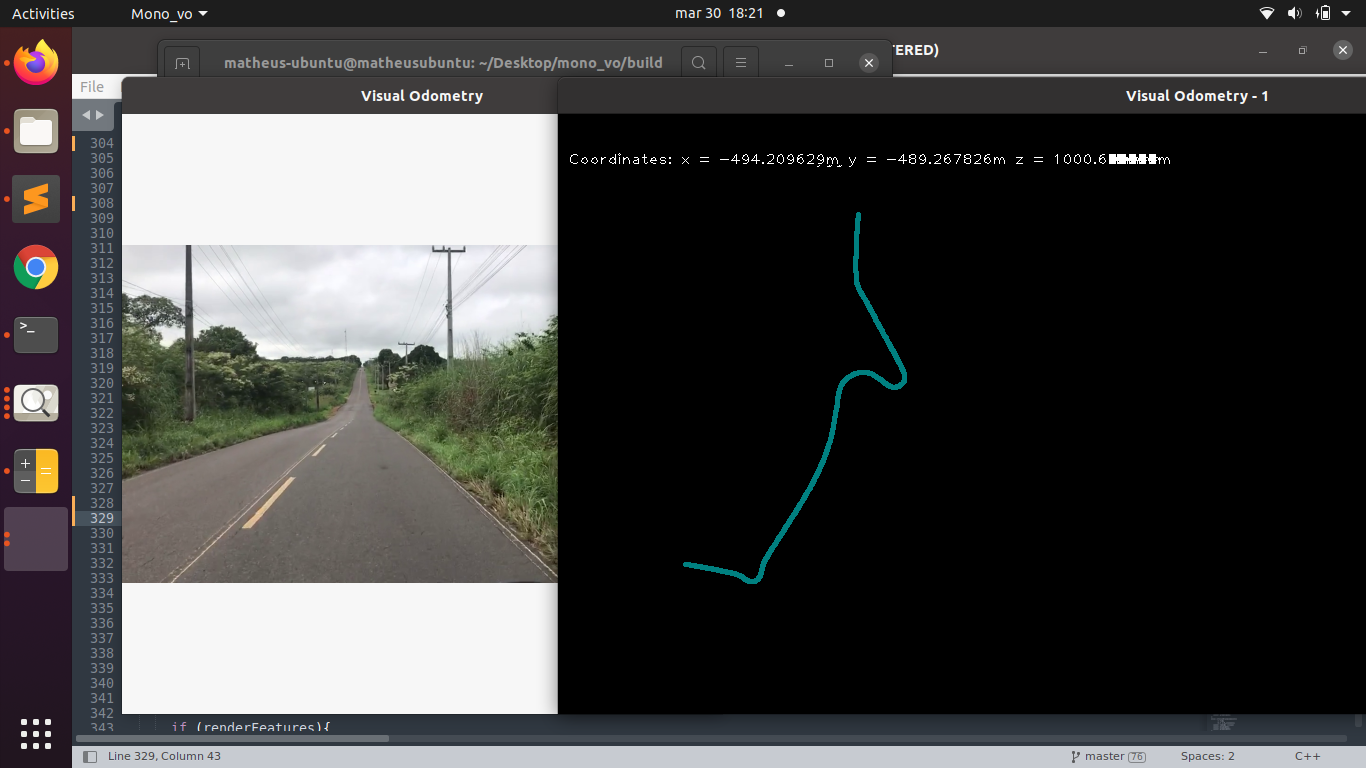 Activities
Mono_vo
mar 30 18:21
TERED)
matheus-ubuntu@matheusubuntu: ~/Desktop/mono_vo/build
File
Visual Odometry
Visual Odometry - 1
Coordinates: x = -494.209629m y = -489.267826m z = 1000.6
304
305
306
307
308
309
310
311
312
313
314
315
316
317
318
319
320
321
322
323
324
325
326
327
328
329
330
331
332
333
334
335
336
337
338
339
340
341
342
343 if (renderFeatures){
Line 329, Column 43
master 76
Spaces: 2
C++